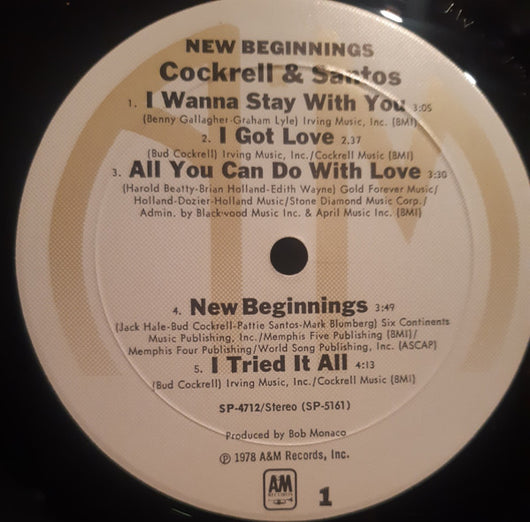 NEW BEGINNINGS
Cockrell & Santos
1. I Wanna Stay With You 3:05
(Benny Gallagher-Graham Lyle) Irving Music, Inc. (BMI)
2. I Got Love 2.37
(Bud Cockrell) Irving Music, Inc./Cockrell Music (BMI)
3. All You Can Do With Love 3:30
(Harold Beatty-Brian Holland-Edith Wayne) Gold Forever Music/
Holland-Dozier-Holland Music/Stone Diamond Music Corp./
Admin. by Blackwood Music Inc. & April Music Inc. (BMI)
4. New Beginnings 3:49
(Jack Hale-Bud Cockrell-Pattie Santos-Mark Blumberg) Six Continents
Music Publishing, Inc./Memphis Five Publishing (BMI)/
Memphis Four Publishing/World Song Publishing, Inc. (ASCAP)
5. I Tried It All 4:13
(Bud Cockrell) Irving Music, Inc./Cockrell Music (BMI)
SP-4712/Stereo (SP-5161)
Produced by Bob Monaco
℗ 1978 A&M Records, Inc.
AM
RECORDS
1